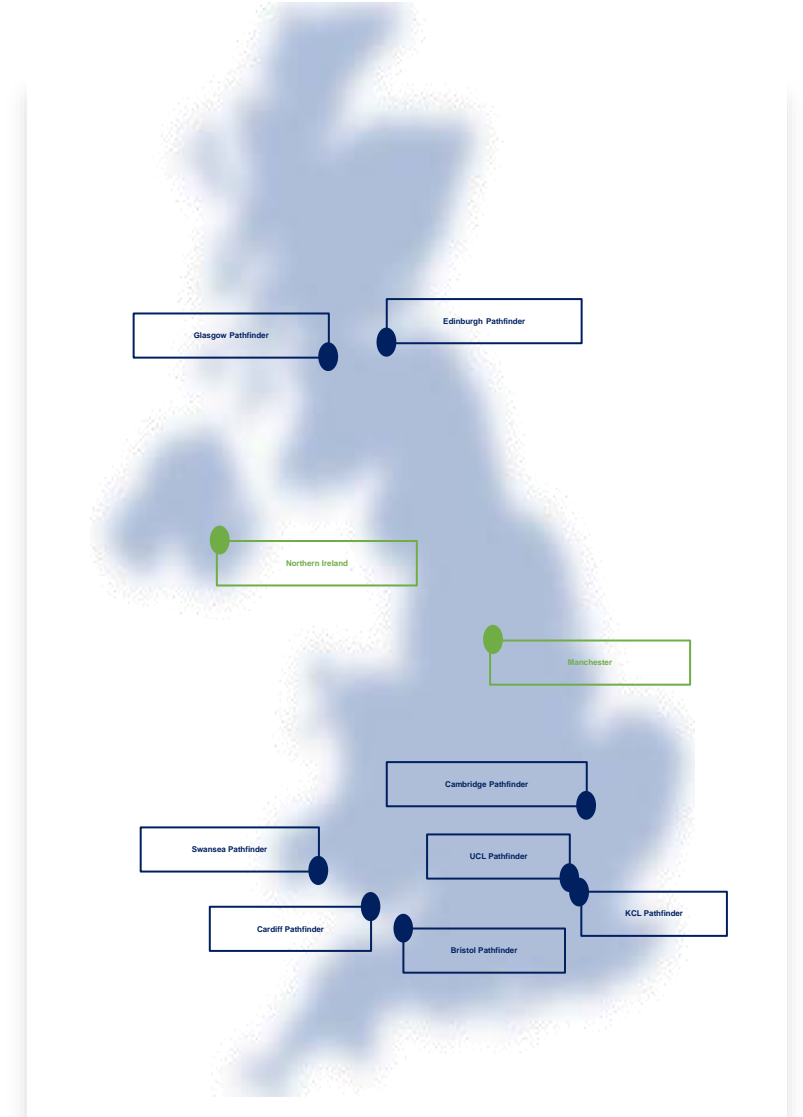 Edinburgh Pathfinder
Glasgow Pathfinder
Northern Ireland
Manchester
Cambridge Pathfinder
Swansea Pathfinder
UCL Pathfinder
KCL Pathfinder
Cardiff Pathfinder
Bristol Pathfinder